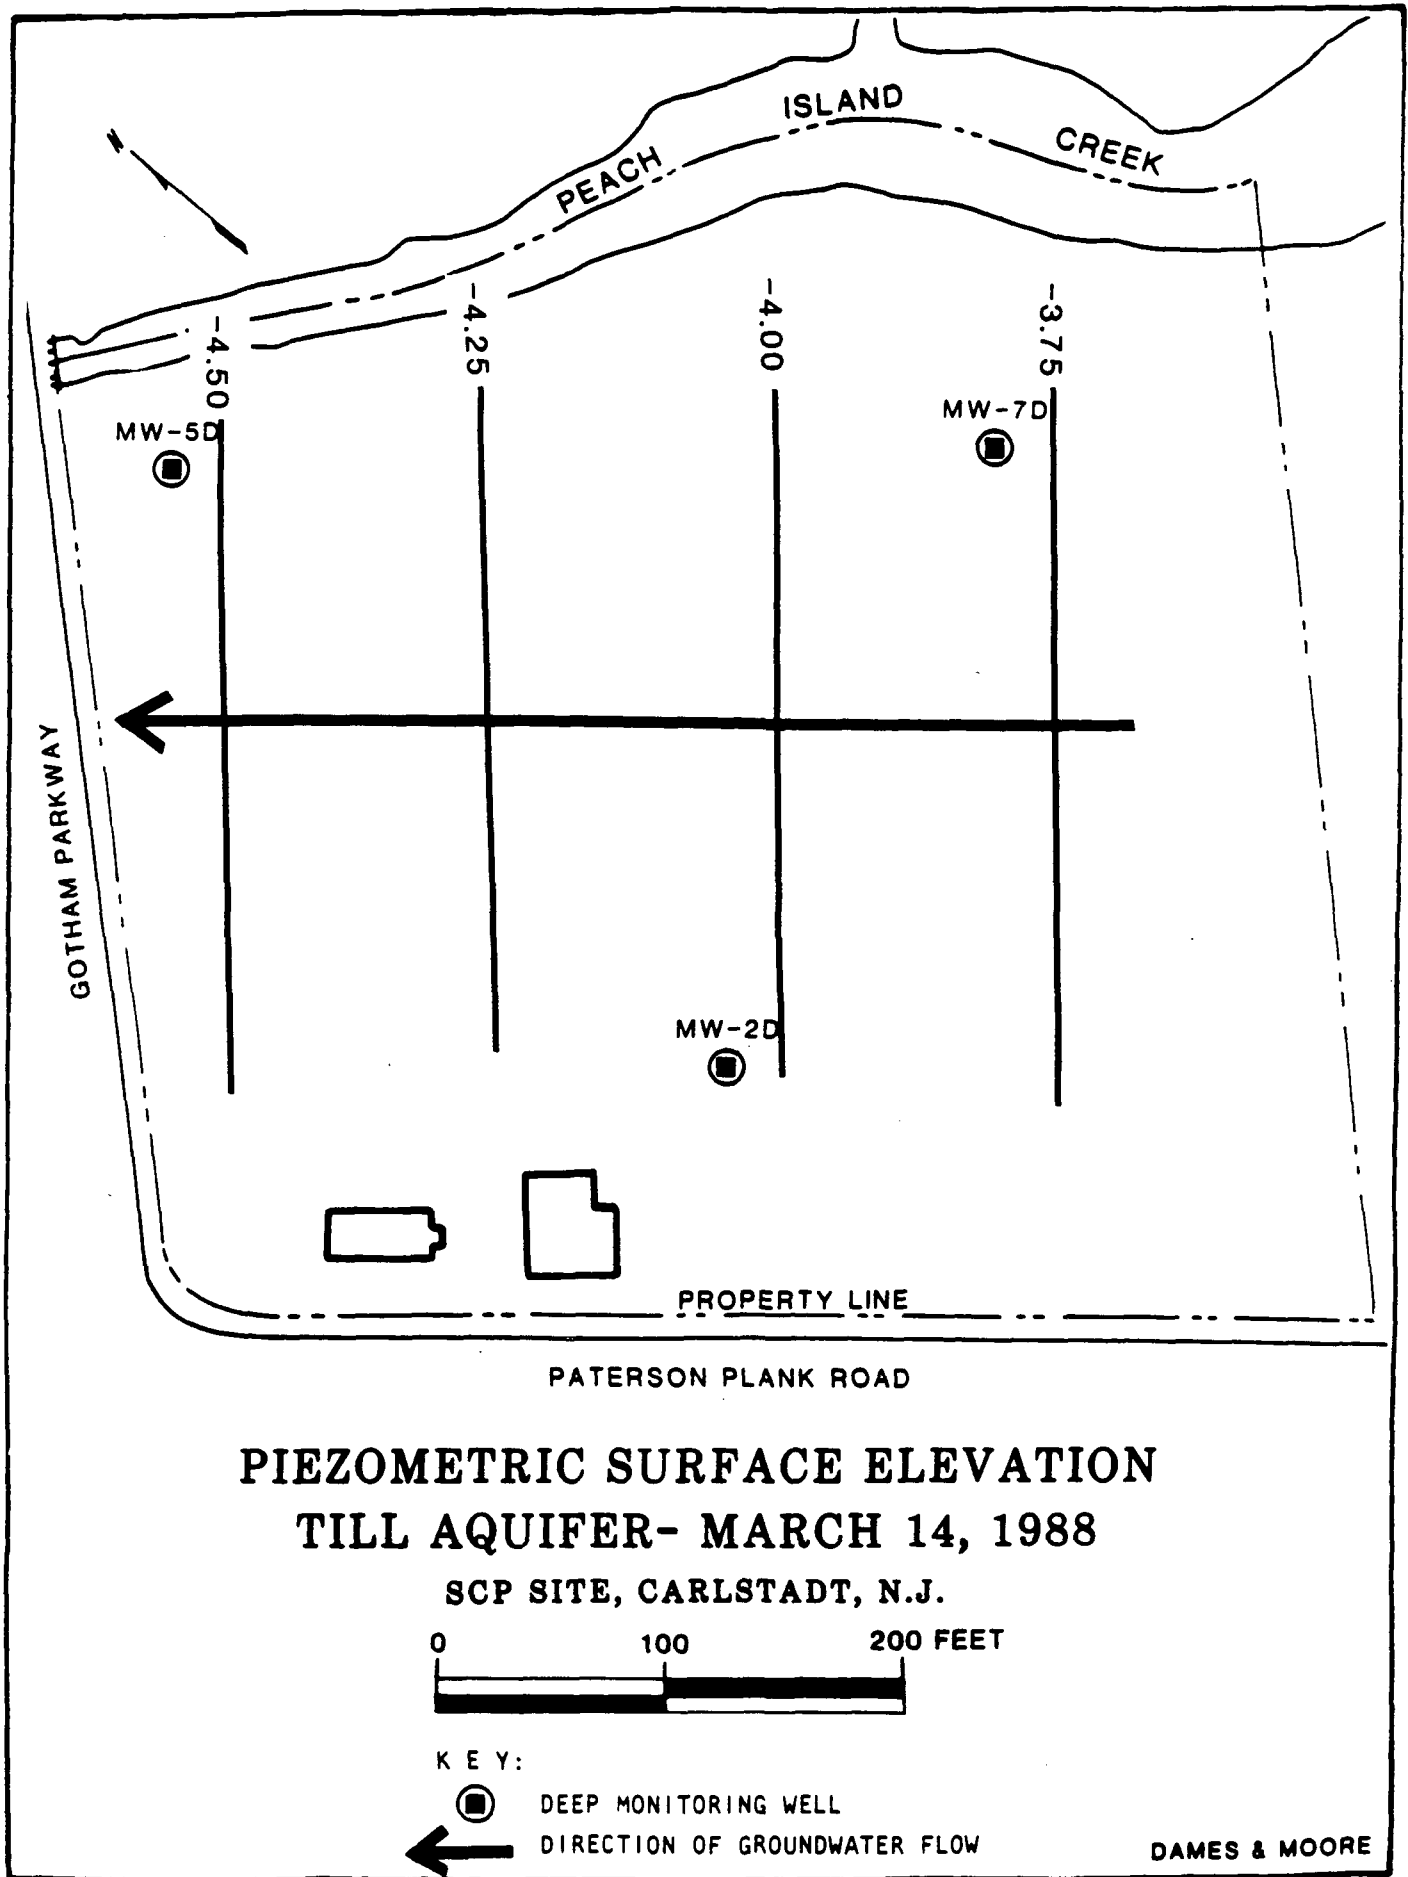 N
ISLAND
PEACH
CREEK
-4.50
-4.25
-4.00
-3.75
MW-5D
MW-7D
GOTHAM PARKWAY
MW-2D
PROPERTY LINE
PATERSON PLANK ROAD
PIEZOMETRIC SURFACE ELEVATION
TILL AQUIFER- MARCH 14, 1988
SCP SITE, CARLSTADT, N.J.
0 100 200 FEET
KEY:
DEEP MONITORING WELL
DIRECTION OF GROUNDWATER FLOW
DAMES & MOORE